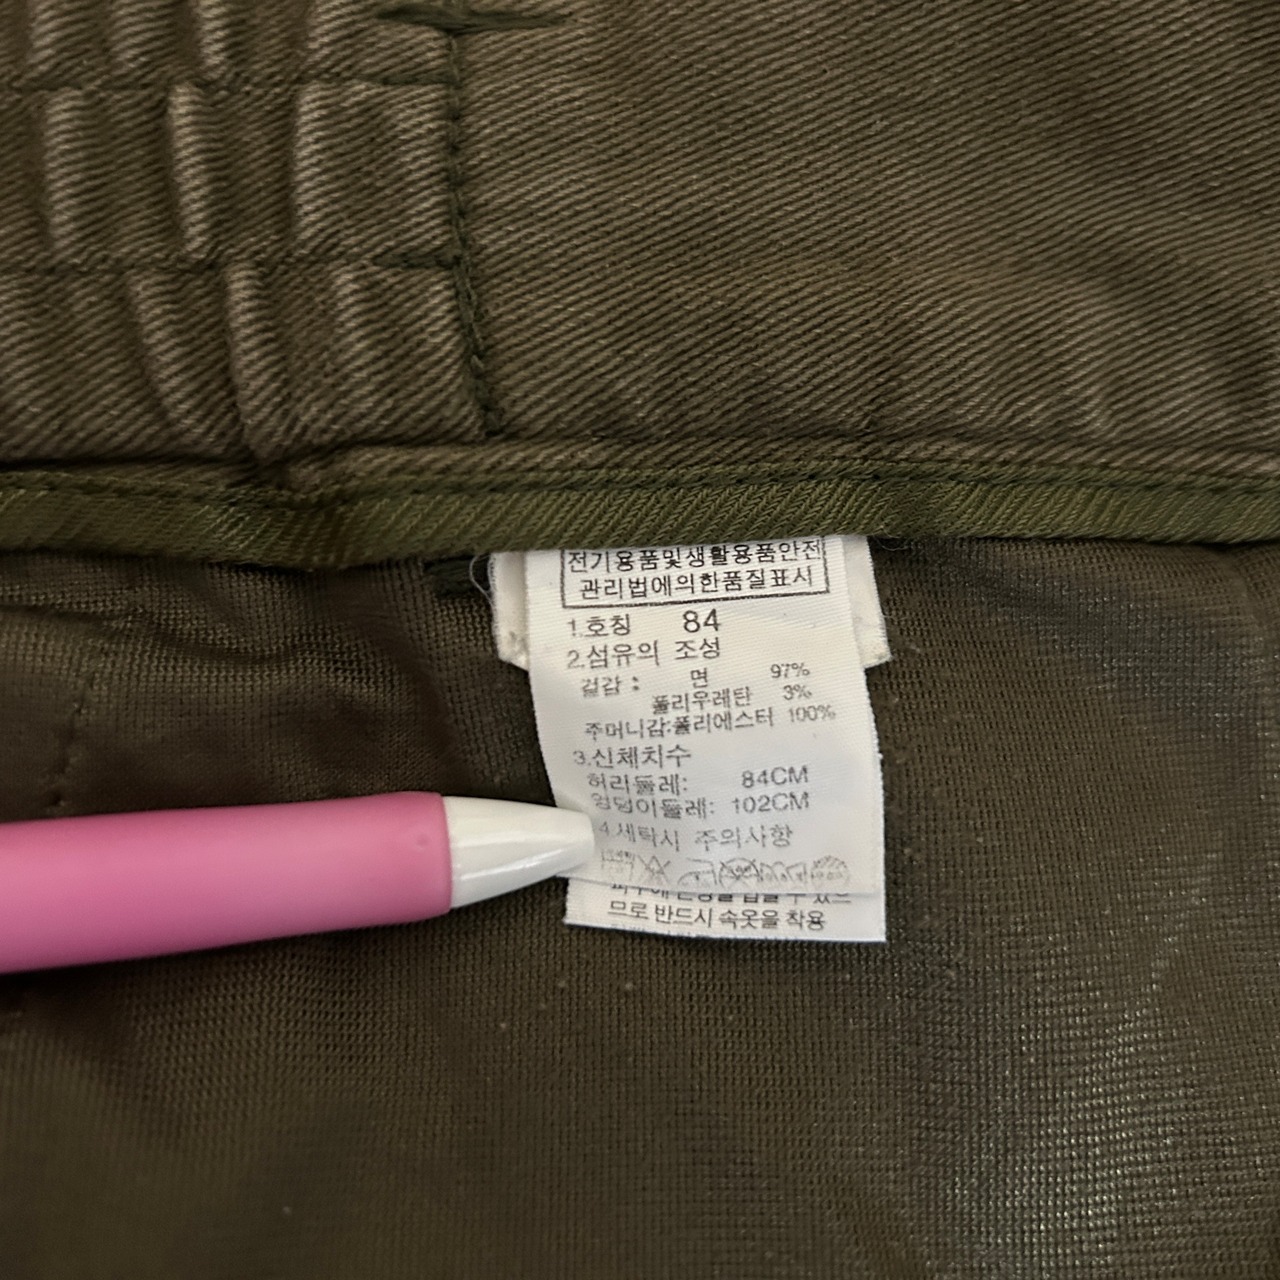 전기용품및생활용품안전
관리법에의한품질표시
1.호칭 84
2.섬유의 조성
겉감 : 면 97%
폴리우레탄 3%
주머니감:폴리에스터 100%
3.신체치수
허리둘레: 84CM
엉덩이둘레: 102CM
4.세탁시 주의사항
므로 반드시 속옷을 착용